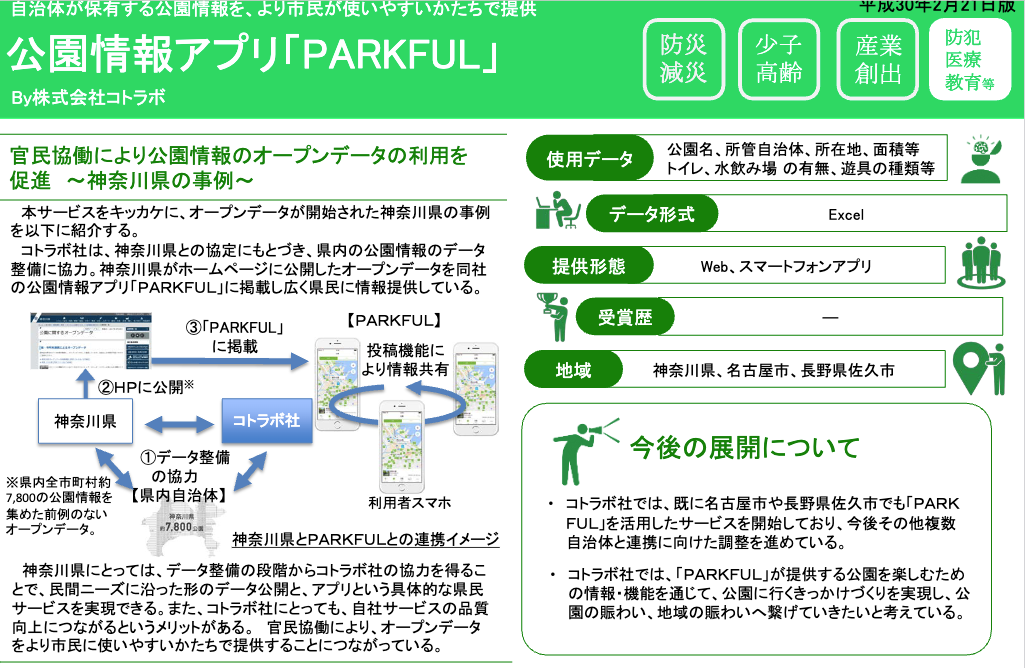 自治体が保有する公園情報を、より市民が使いやすいかたちで提供
平成30年2月21日版
公園情報アプリ「PARKFUL」
By株式会社コトラボ
防災
減災
少子
高齢
産業
創出
防犯
医療
教育等
官民協働により公園情報のオープンデータの利用を
促進　～神奈川県の事例～
本サービスをキッカケに、オープンデータが開始された神奈川県の事例
を以下に紹介する。
コトラボ社は、神奈川県との協定にもとづき、県内の公園情報のデータ
整備に協力。神奈川県がホームページに公開したオープンデータを同社
の公園情報アプリ「PARKFUL」に掲載し広く県民に情報提供している。
③「PARKFUL」
に掲載
【PARKFUL】
投稿機能に
より情報共有
②HPに公開※
神奈川県
コトラボ社
①データ整備
の協力
【県内自治体】
神奈川県
約7,800公園
利用者スマホ
※県内全市町村約
7,800の公園情報を
集めた前例のない
オープンデータ。
神奈川県とPARKFULとの連携イメージ
神奈川県にとっては、データ整備の段階からコトラボ社の協力を得るこ
とで、民間ニーズに沿った形のデータ公開と、アプリという具体的な県民
サービスを実現できる。また、コトラボ社にとっても、自社サービスの品質
向上につながるというメリットがある。　官民協働により、オープンデータ
をより市民に使いやすいかたちで提供することにつながっている。
使用データ
公園名、所管自治体、所在地、面積等
トイレ、水飲み場 の有無、遊具の種類等
データ形式
Excel
提供形態
Web、スマートフォンアプリ
受賞歴
―
地域
神奈川県、名古屋市、長野県佐久市
今後の展開について
・ コトラボ社では、既に名古屋市や長野県佐久市でも「PARK
FUL」を活用したサービスを開始しており、今後その他複数
自治体と連携に向けた調整を進めている。
・ コトラボ社では、「PARKFUL」が提供する公園を楽しむため
の情報・機能を通じて、公園に行くきっかけづくりを実現し、公
園の賑わい、地域の賑わいへ繋げていきたいと考えている。